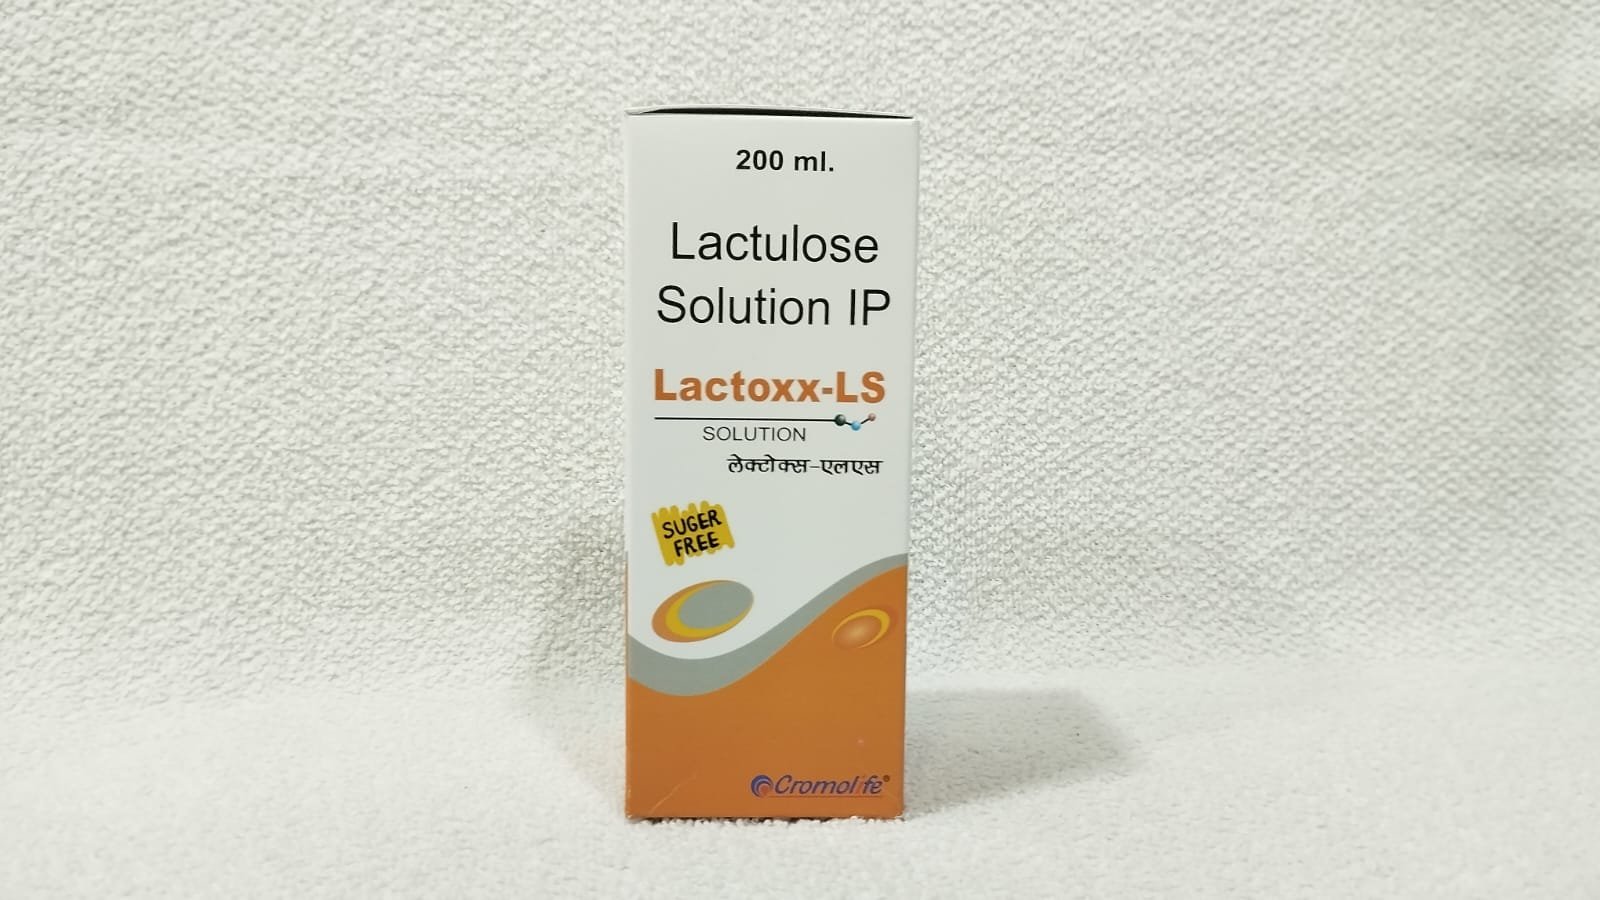 200 ml.
Lactulose
Solution IP
Lactoxx-LS
SOLUTION
लेक्टोक्स-एलएस
SUGER
FREE
Cromolife®